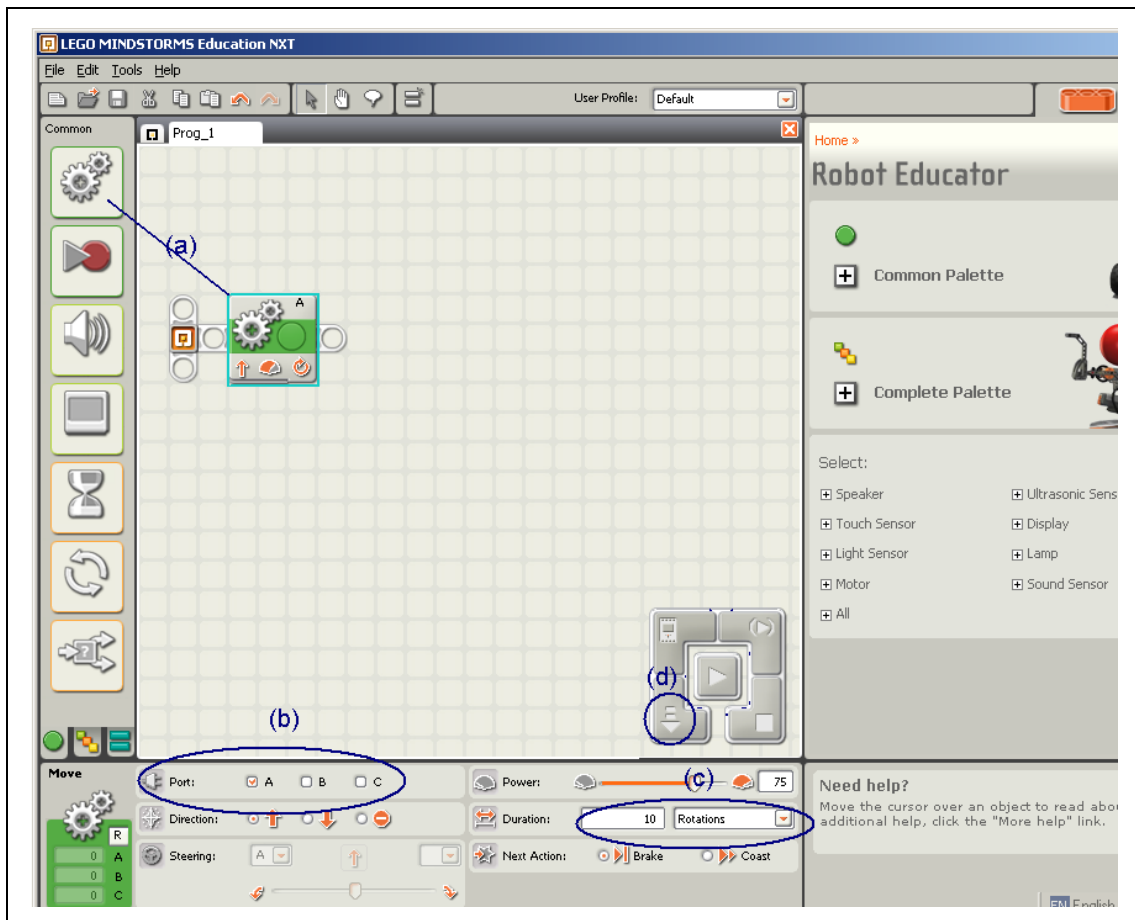 LEGO MINDSTORMS Education NXT
File Edit Tools Help
User Profile: Default
Common
Prog_1
(a)
A
(d)
(b)
Home »
Robot Educator
Common Palette
Complete Palette
Select:
Speaker
Ultrasonic Sens
Touch Sensor
Display
Light Sensor
Lamp
Motor
Sound Sensor
All
Move
R
0 A
0 B
0 C
Port: A B C
Direction:
Steering: A
Power: (c) 75
Duration: 10 Rotations
Next Action: Brake Coast
Need help?
Move the cursor over an object to read abou
additional help, click the "More help" link.
EN English